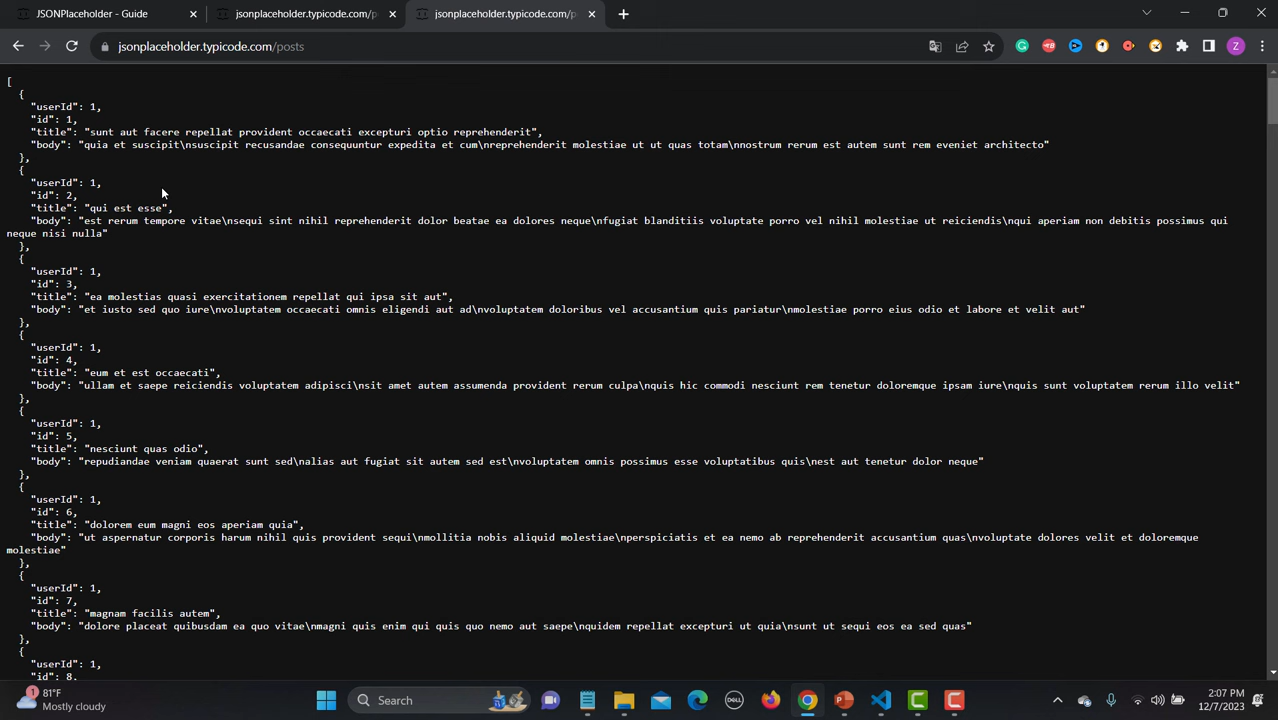 JSONPlaceholder - Guide
jsonplaceholder.typicode.com/p
jsonplaceholder.typicode.com/p
jsonplaceholder.typicode.com/posts
Z
[
{
"userId": 1,
"id": 1,
"title": "sunt aut facere repellat provident occaecati excepturi optio reprehenderit",
"body": "quia et suscipit\nsuscipit recusandae consequuntur expedita et cum\nreprehenderit molestiae ut ut quas totam\nnostrum rerum est autem sunt rem eveniet architecto"
},
{
"userId": 1,
"id": 2,
"title": "qui est esse",
"body": "est rerum tempore vitae\nsequi sint nihil reprehenderit dolor beatae ea dolores neque\nfugiat blanditiis voluptate porro vel nihil molestiae ut reiciendis\nqui aperiam non debitis possimus qui
neque nisi nulla"
},
{
"userId": 1,
"id": 3,
"title": "ea molestias quasi exercitationem repellat qui ipsa sit aut",
"body": "et iusto sed quo iure\nvoluptatem occaecati omnis eligendi aut ad\nvoluptatem doloribus vel accusantium quis pariatur\nmolestiae porro eius odio et labore et velit aut"
},
{
"userId": 1,
"id": 4,
"title": "eum et est occaecati",
"body": "ullam et saepe reiciendis voluptatem adipisci\nsit amet autem assumenda provident rerum culpa\nquis hic commodi nesciunt rem tenetur doloremque ipsam iure\nquis sunt voluptatem rerum illo velit"
},
{
"userId": 1,
"id": 5,
"title": "nesciunt quas odio",
"body": "repudiandae veniam quaerat sunt sed\nalias aut fugiat sit autem sed est\nvoluptatem omnis possimus esse voluptatibus quis\nest aut tenetur dolor neque"
},
{
"userId": 1,
"id": 6,
"title": "dolorem eum magni eos aperiam quia",
"body": "ut aspernatur corporis harum nihil quis provident sequi\nmollitia nobis aliquid molestiae\nperspiciatis et ea nemo ab reprehenderit accusantium quas\nvoluptate dolores velit et doloremque
molestiae"
},
{
"userId": 1,
"id": 7,
"title": "magnam facilis autem",
"body": "dolore placeat quibusdam ea quo vitae\nmagni quis enim qui quis quo nemo aut saepe\nquidem repellat excepturi ut quia\nsunt ut sequi eos ea sed quas"
},
{
"userId": 1,
"id": 8,
1
81°F
Mostly cloudy
Search
DELL
2:07 PM
12/7/2023